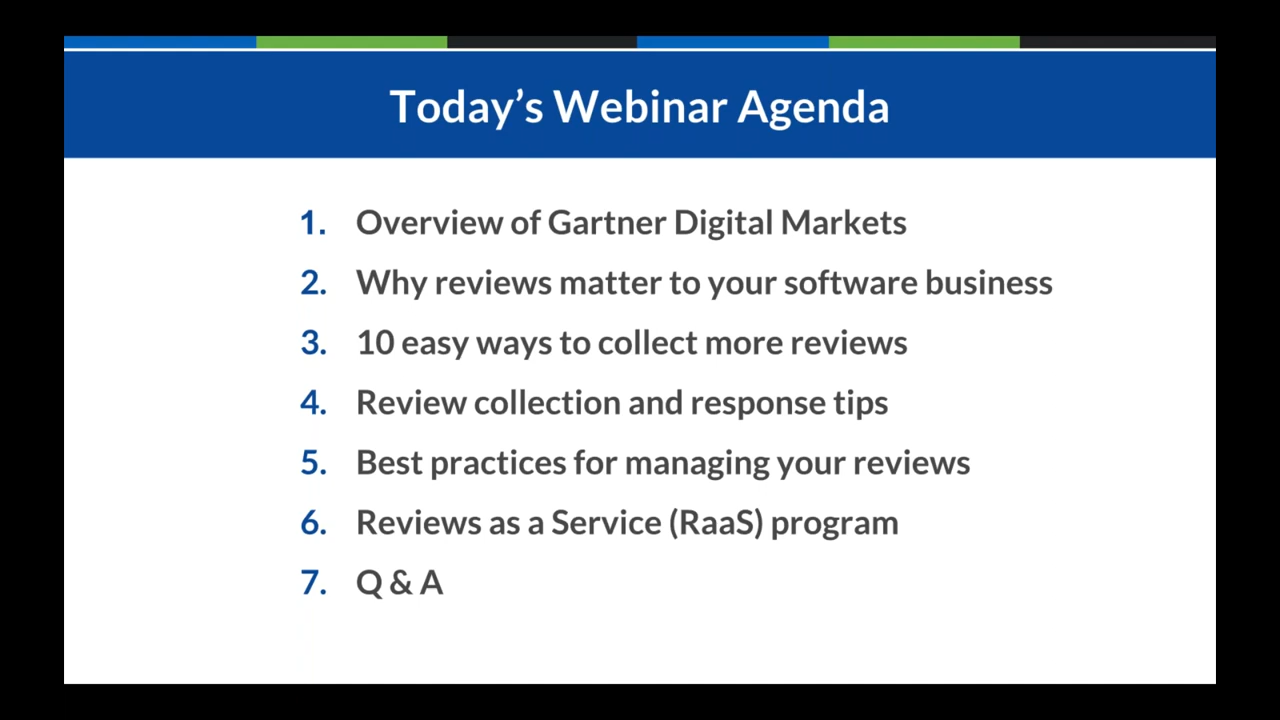 Today’s Webinar Agenda
1. Overview of Gartner Digital Markets
2. Why reviews matter to your software business
3. 10 easy ways to collect more reviews
4. Review collection and response tips
5. Best practices for managing your reviews
6. Reviews as a Service (RaaS) program
7. Q & A